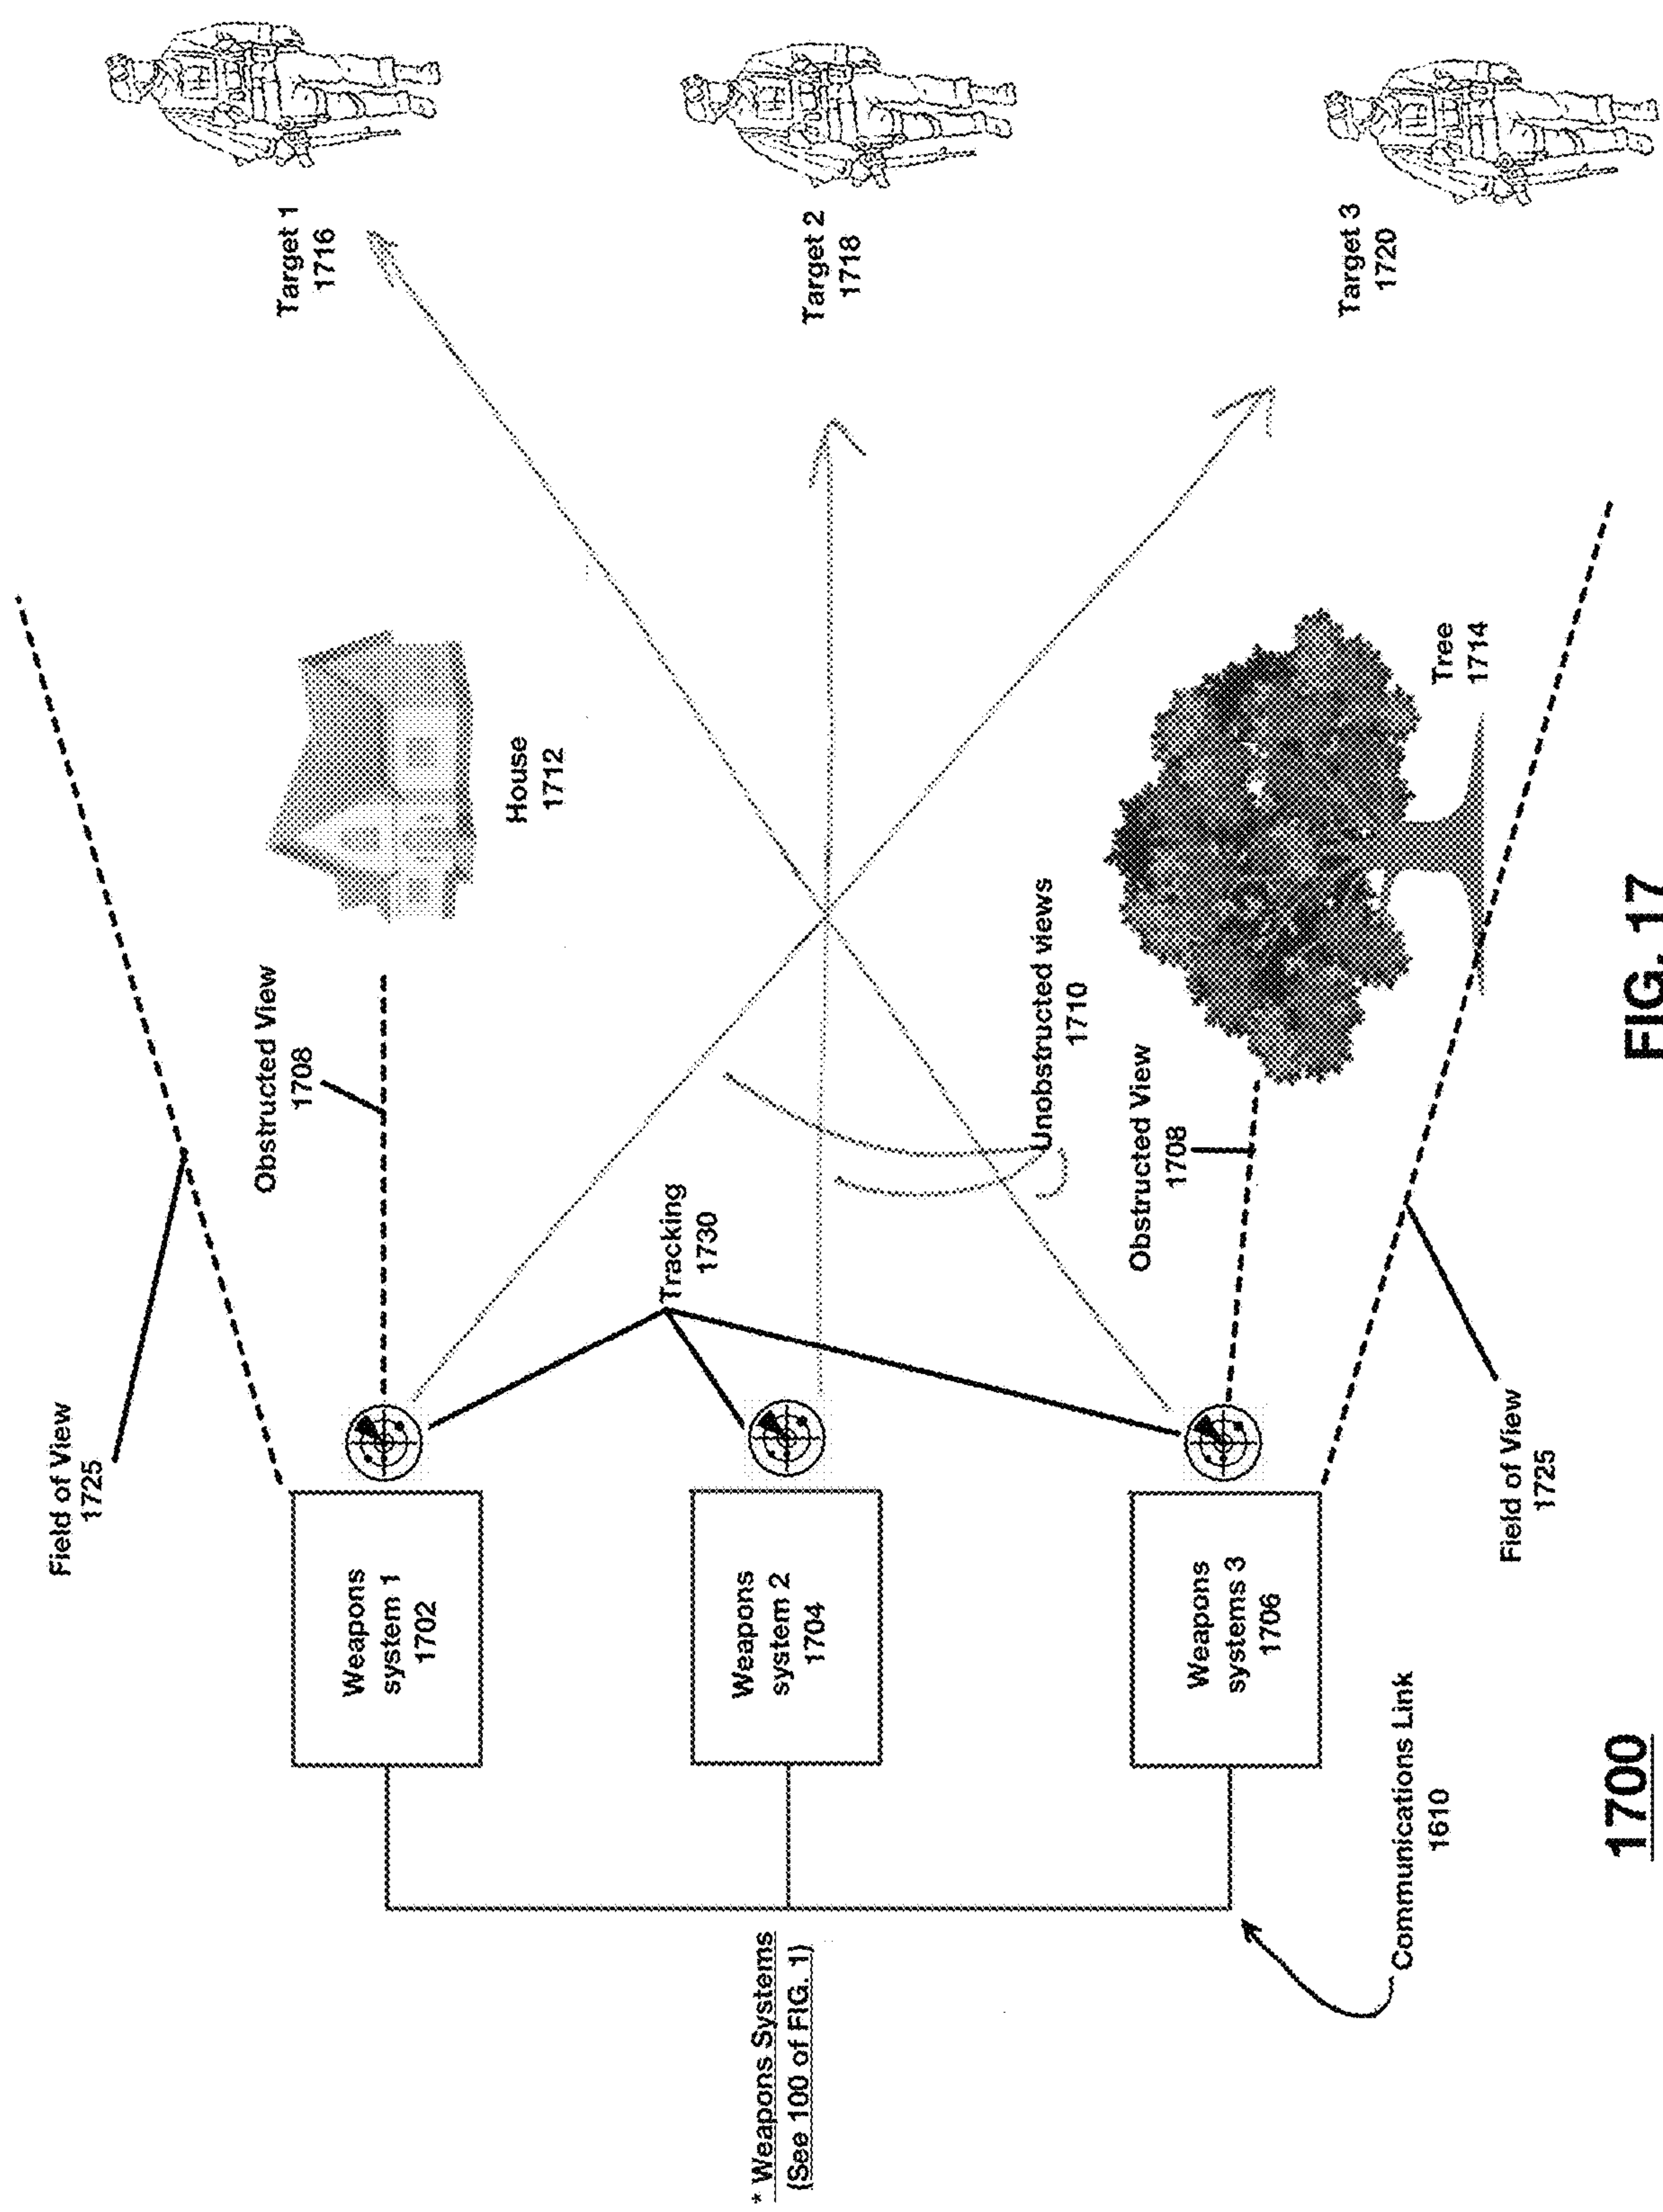 Field of View
1725
Obstructed View
1708
Target 1
1716
House
1712
Weapons
system 1
1702
Tracking
1730
* Weapons Systems
(See 100 of FIG. 1)
Weapons
system 2
1704
Target 2
1718
Unobstructed views
1710
Obstructed View
1708
Weapons
systems 3
1706
Target 3
1720
Tree
1714
Communications Link
1610
Field of View
1725
1700
FIG. 17